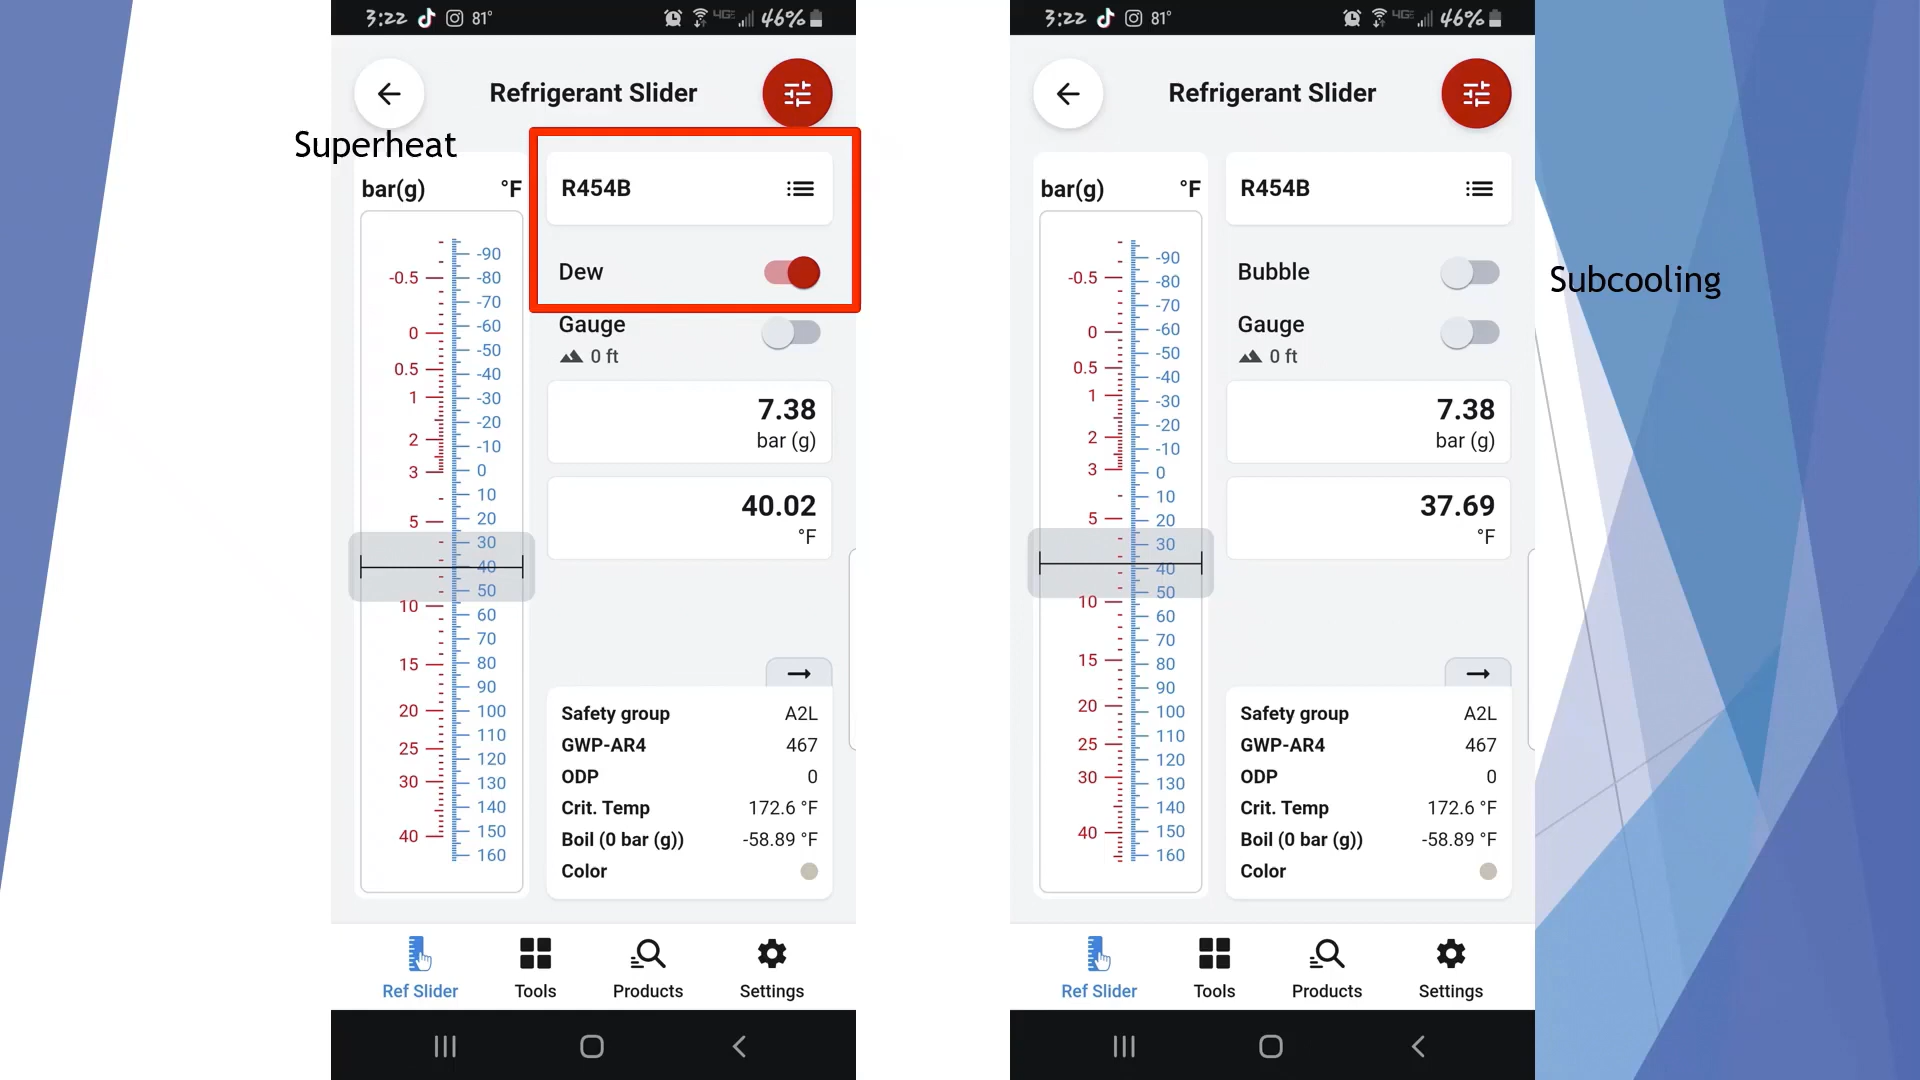 3:22 81° 4GE 46%
Refrigerant Slider
Superheat
bar(g) °F
R454B
Dew
Gauge
0 ft
7.38
bar (g)
40.02
°F
-0.5
0
0.5
1
2
3
5
10
15
20
25
30
40
-90
-80
-70
-60
-50
-40
-30
-20
-10
0
10
20
30
40
50
60
70
80
90
100
110
120
130
140
150
160
Safety group A2L
GWP-AR4 467
ODP 0
Crit. Temp 172.6 °F
Boil (0 bar (g)) -58.89 °F
Color
Ref Slider Tools Products Settings
3:22 81° 4GE 46%
Refrigerant Slider
bar(g) °F
R454B
Bubble
Subcooling
Gauge
0 ft
7.38
bar (g)
37.69
°F
-0.5
0
0.5
1
2
3
5
10
15
20
25
30
40
-90
-80
-70
-60
-50
-40
-30
-20
-10
0
10
20
30
40
50
60
70
80
90
100
110
120
130
140
150
160
Safety group A2L
GWP-AR4 467
ODP 0
Crit. Temp 172.6 °F
Boil (0 bar (g)) -58.89 °F
Color
Ref Slider Tools Products Settings